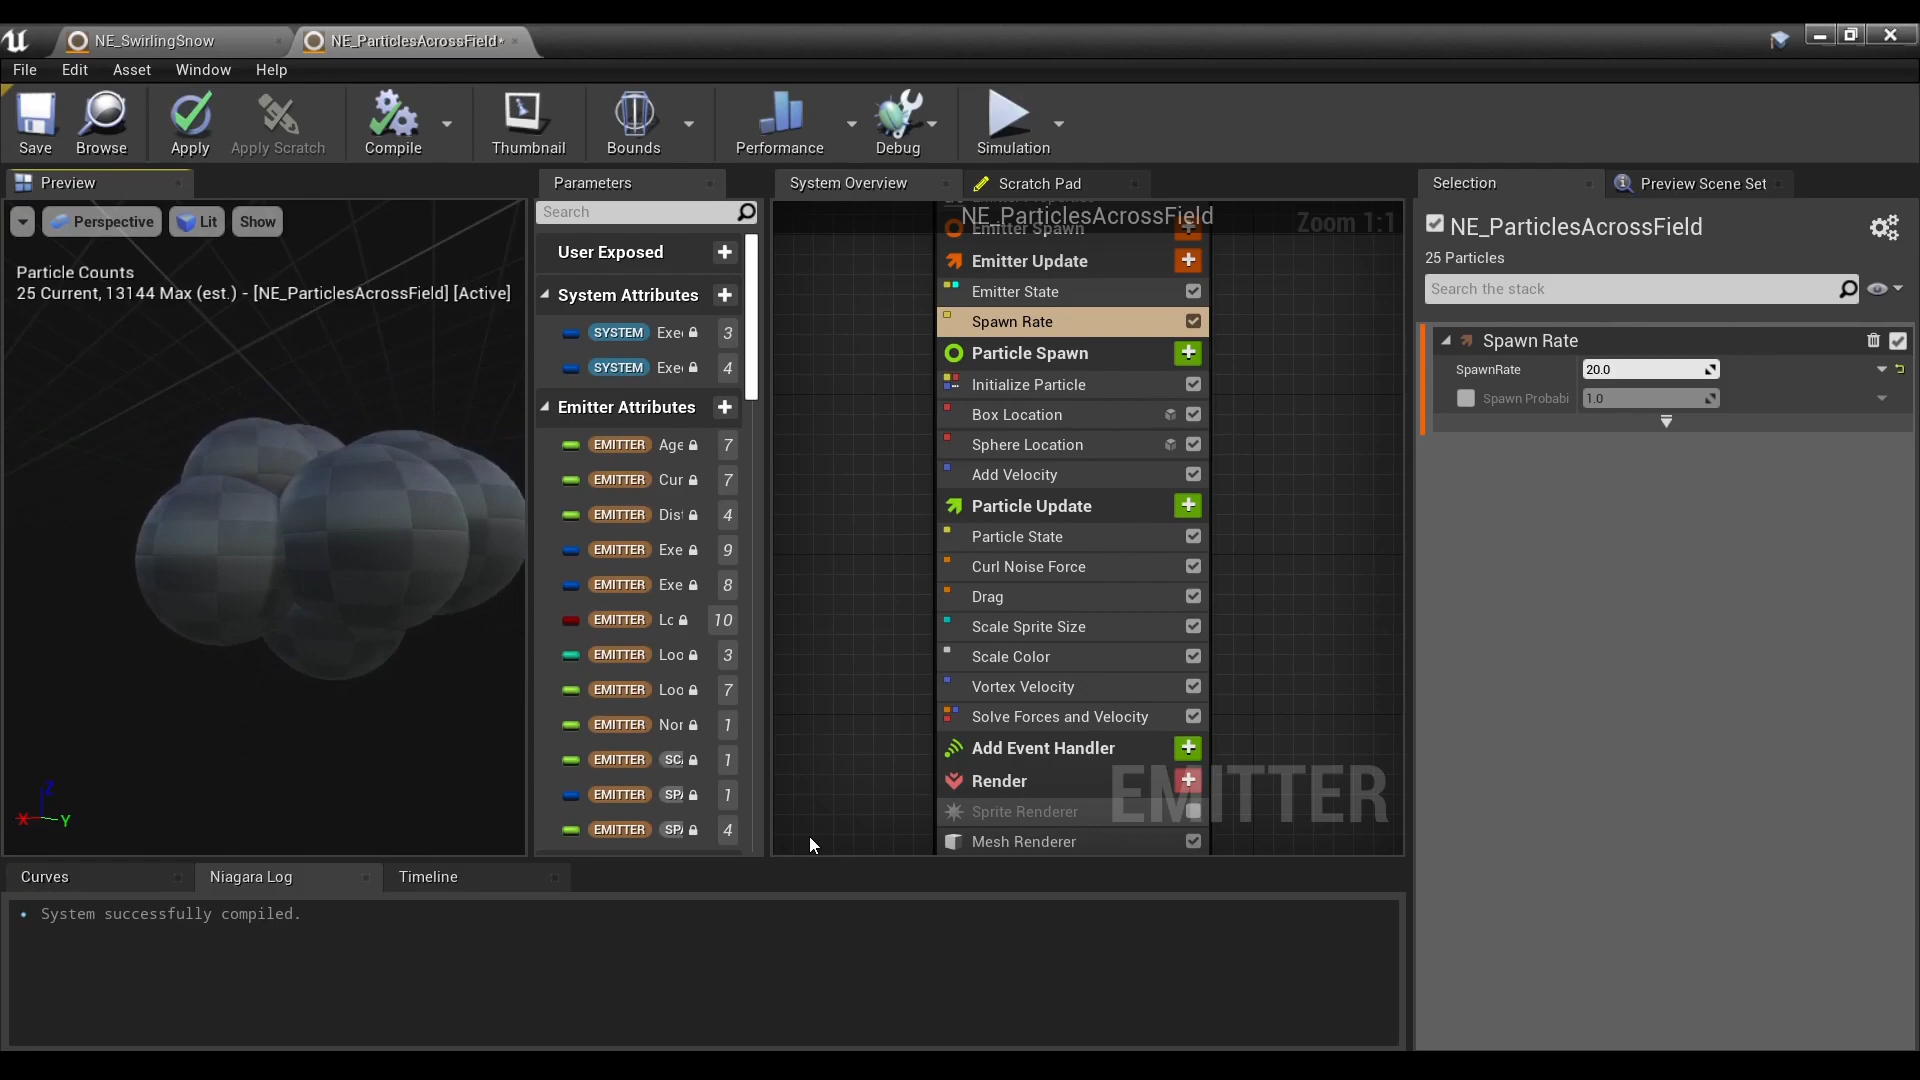 NE_SwirlingSnow
NE_ParticlesAcrossField*
File Edit Asset Window Help
Save Browse Apply Apply Scratch Compile Thumbnail Bounds Performance Debug Simulation
Preview
Perspective Lit Show
Particle Counts
25 Current, 13144 Max (est.) - [NE_ParticlesAcrossField] [Active]
Z
X
Y
Parameters
Search
User Exposed
System Attributes
SYSTEM Exe 3
SYSTEM Exe 4
Emitter Attributes
EMITTER Age 7
EMITTER Cur 7
EMITTER Dist 4
EMITTER Exe 9
EMITTER Exe 8
EMITTER Lc 10
EMITTER Loo 3
EMITTER Loo 7
EMITTER Nor 1
EMITTER SCA 1
EMITTER SPA 1
EMITTER SPA 4
System Overview
Scratch Pad
NE_ParticlesAcrossField
Zoom 1:1
Emitter Spawn
Emitter Update
Emitter State
Spawn Rate
Particle Spawn
Initialize Particle
Box Location
Sphere Location
Add Velocity
Particle Update
Particle State
Curl Noise Force
Drag
Scale Sprite Size
Scale Color
Vortex Velocity
Solve Forces and Velocity
Add Event Handler
Render
Sprite Renderer
Mesh Renderer
EMITTER
Selection
Preview Scene Set
NE_ParticlesAcrossField
25 Particles
Search the stack
Spawn Rate
SpawnRate 20.0
Spawn Probabi 1.0
Curves
Niagara Log
Timeline
System successfully compiled.